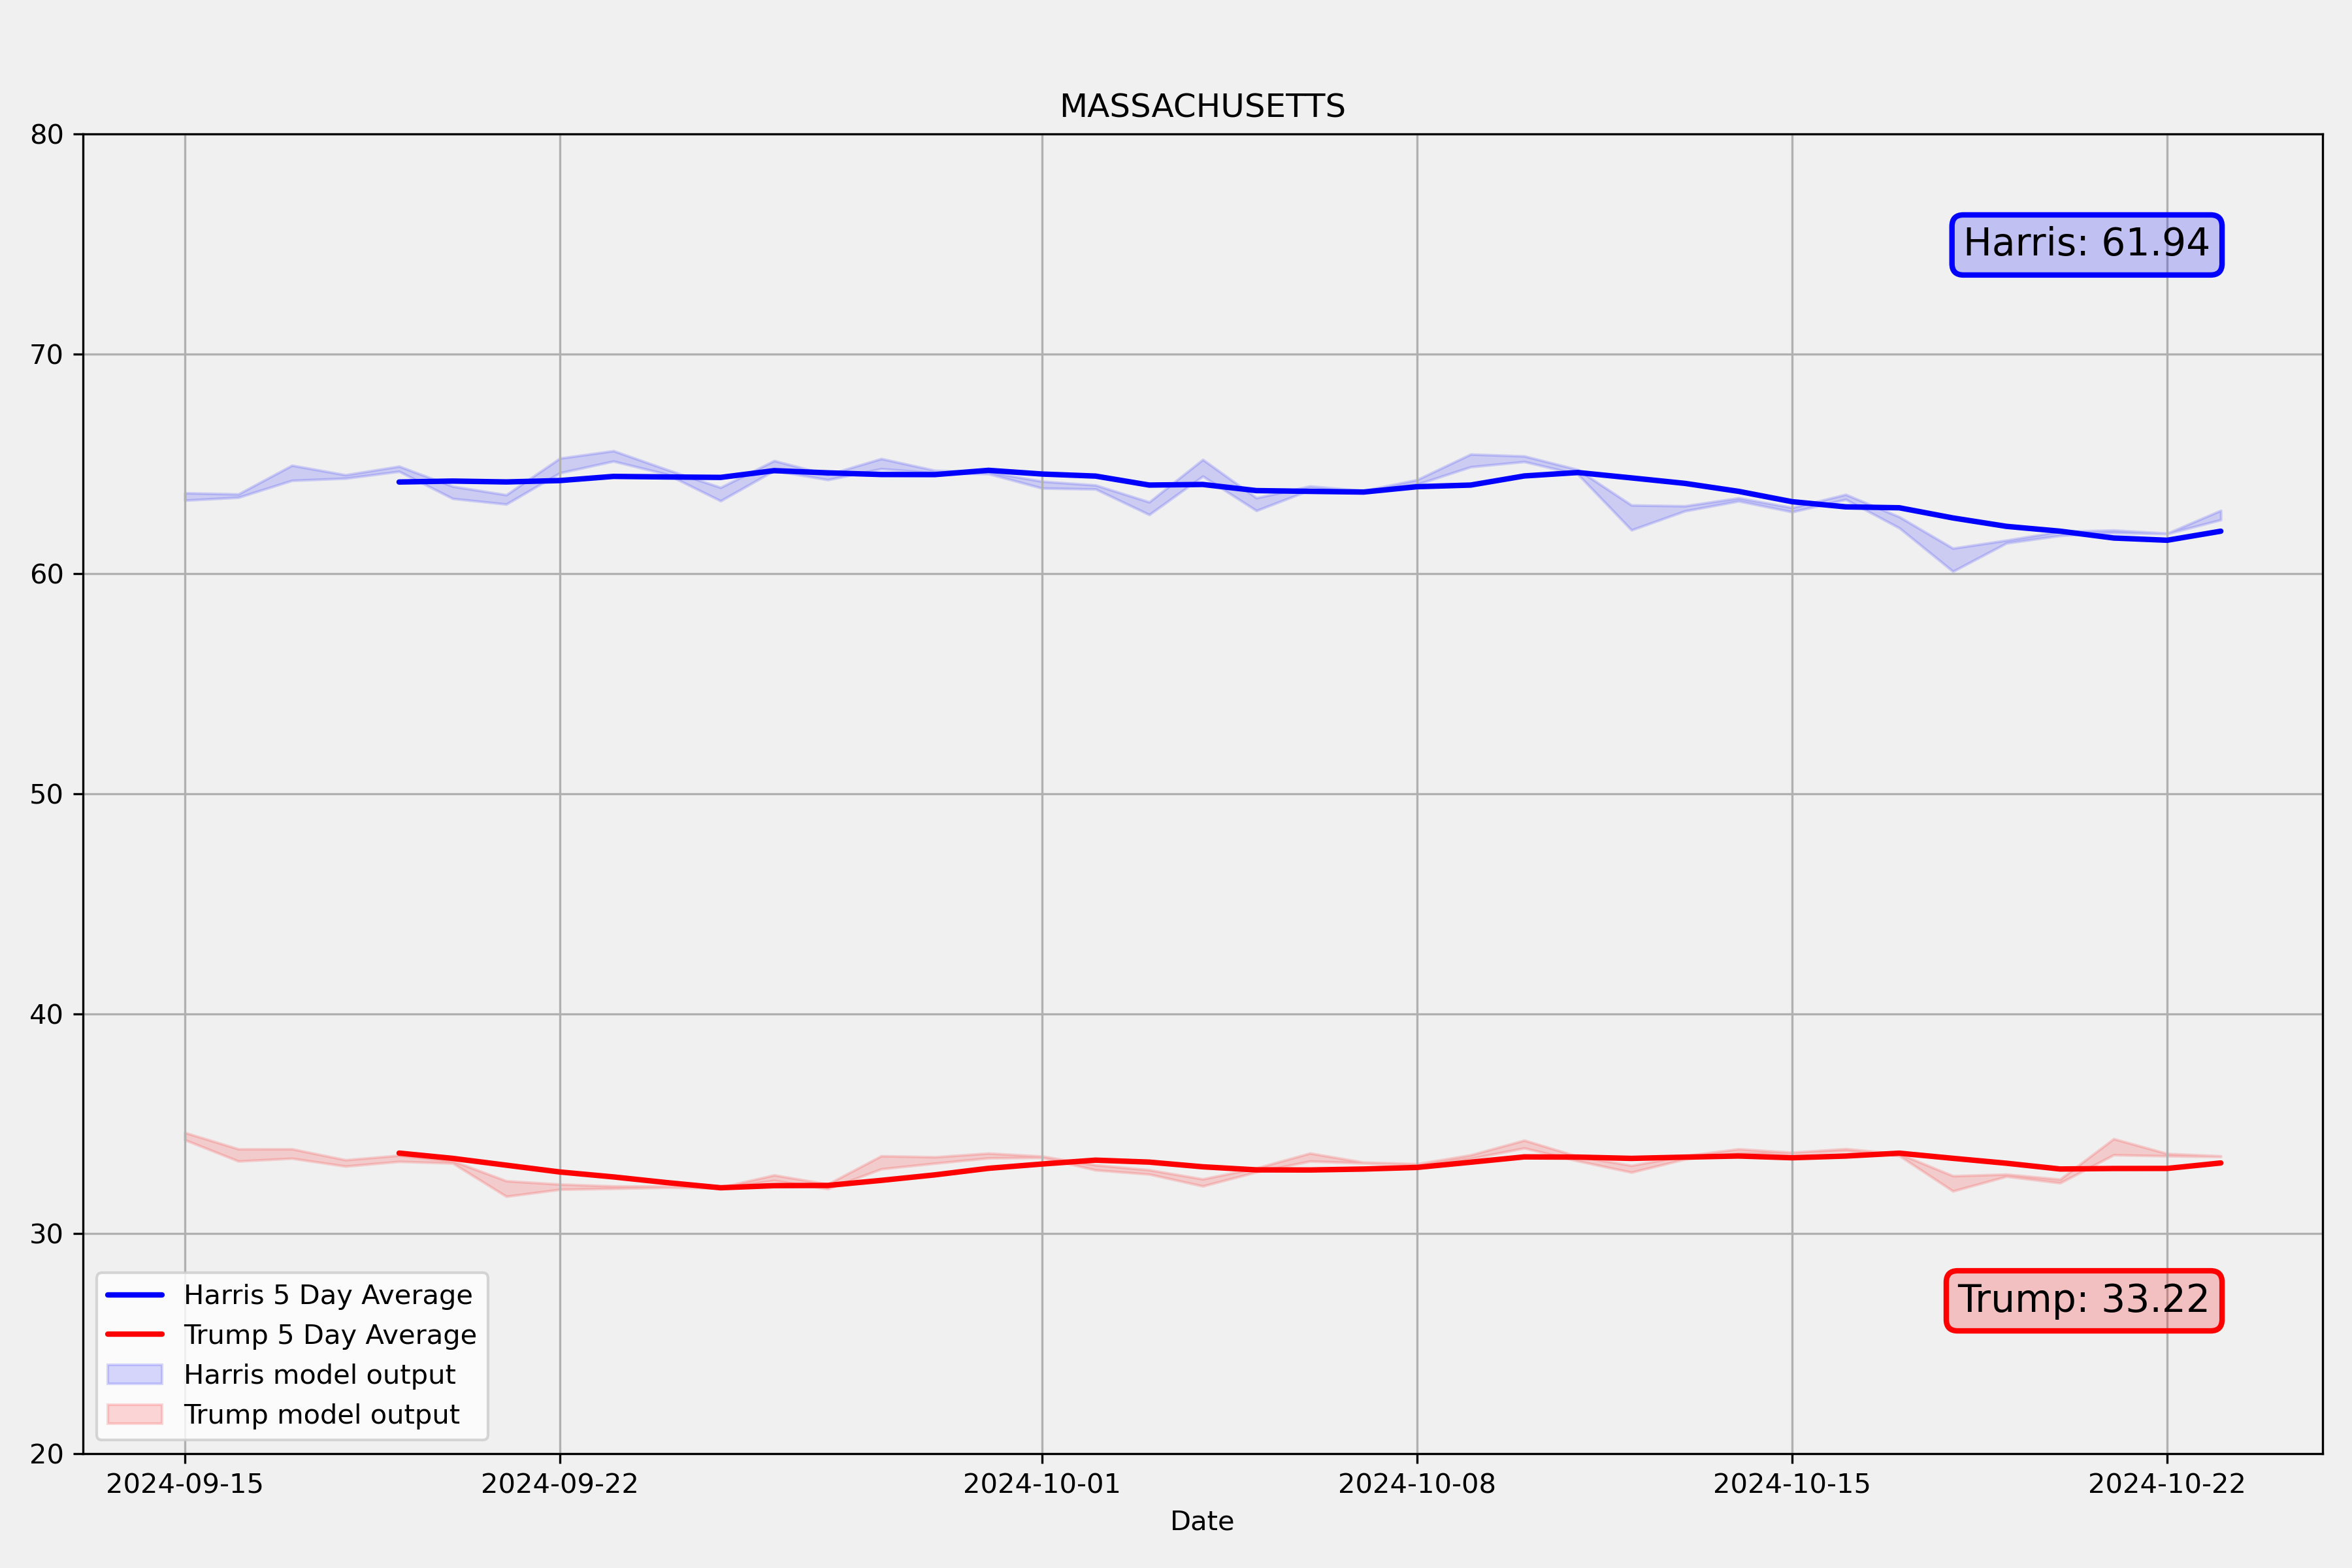 MASSACHUSETTS
80
70
60
50
40
30
20
Harris: 61.94
Trump: 33.22
Harris 5 Day Average
Trump 5 Day Average
Harris model output
Trump model output
2024-09-15 2024-09-22 2024-10-01 2024-10-08 2024-10-15 2024-10-22
Date